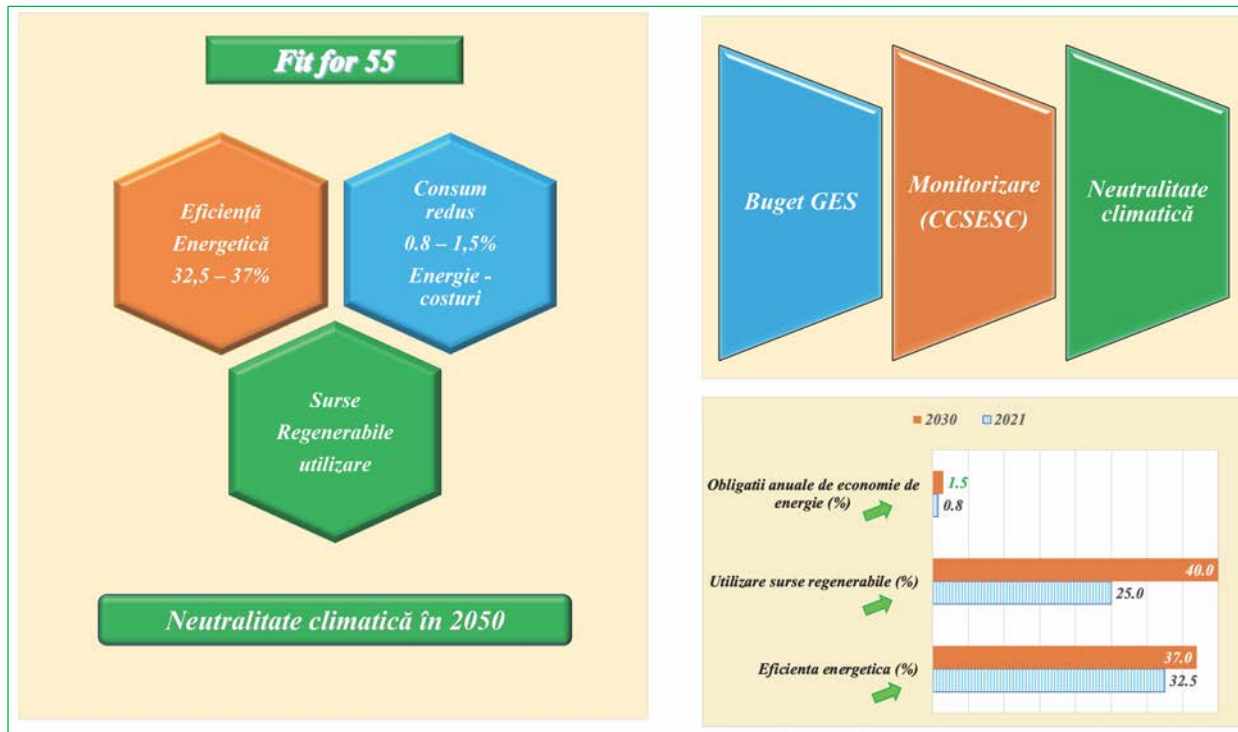 Fit for 55
Eficiență
Energetică
32,5 – 37%
Consum
redus
0.8 – 1,5%
Energie -
costuri
Surse
Regenerabile
utilizare
Neutralitate climatică în 2050
Buget GES
Monitorizare
(CCSESC)
Neutralitate
climatică
2030 2021
Obligatii anuale de economie de
energie (%)
1.5
0.8
Utilizare surse regenerabile (%)
40.0
25.0
Eficienta energetica (%)
37.0
32.5